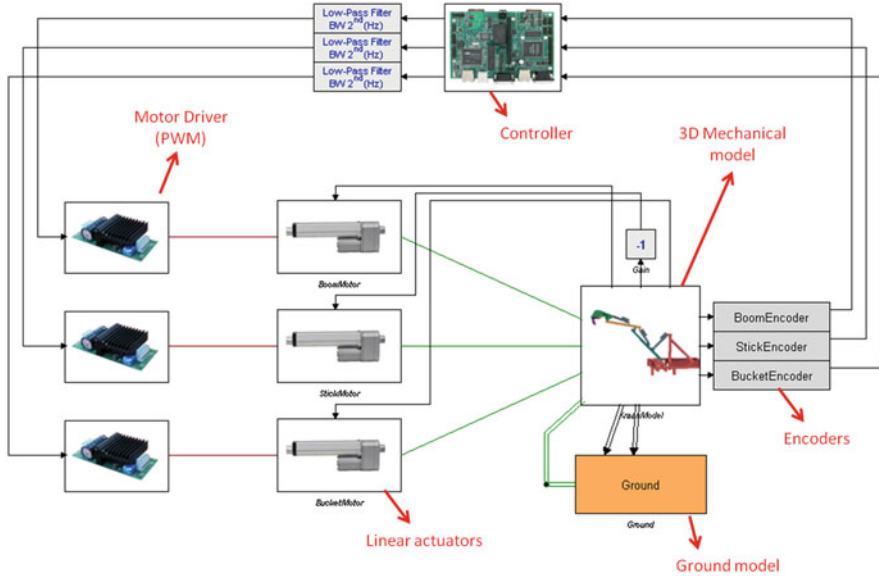 Low-Pass Filter
BW 2nd (Hz)
Low-Pass Filter
BW 2nd (Hz)
Low-Pass Filter
BW 2nd (Hz)
Controller
Motor Driver
(PWM)
3D Mechanical
model
-1
Gain
BoomMotor
StickMotor
BucketMotor
BoomEncoder
StickEncoder
BucketEncoder
KraanModel
Encoders
Ground
Ground
Linear actuators
Ground model